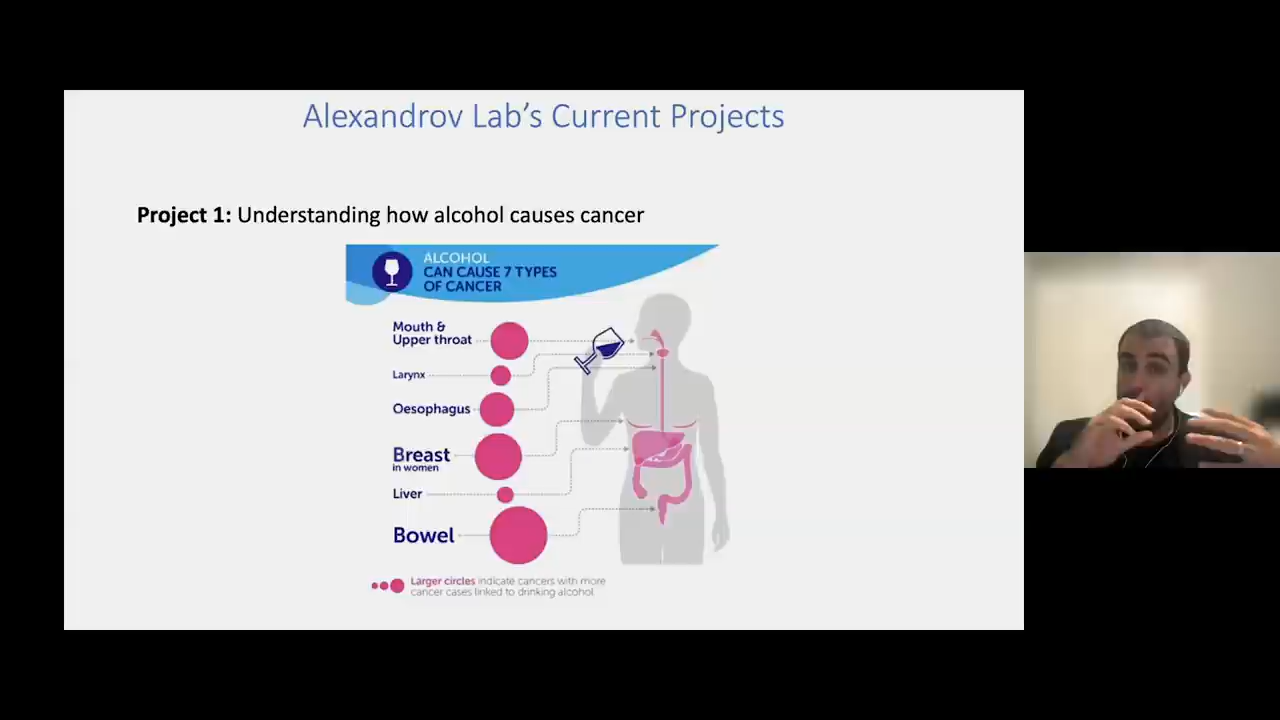 Alexandrov Lab's Current Projects
Project 1: Understanding how alcohol causes cancer
ALCOHOL
CAN CAUSE 7 TYPES
OF CANCER
Mouth &
Upper throat
Larynx
Oesophagus
Breast
in women
Liver
Bowel
Larger circles indicate cancers with more
cancer cases linked to drinking alcohol